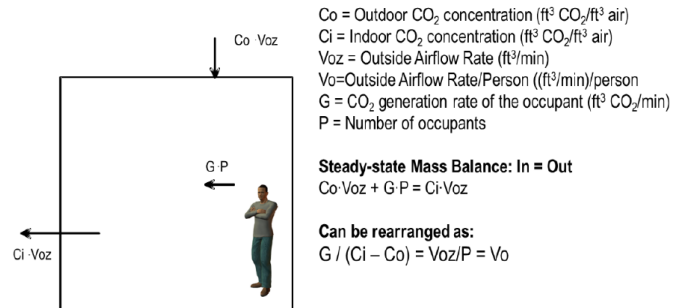 Co ·Voz
G·P
Ci ·Voz
Co = Outdoor CO₂ concentration (ft³ CO₂/ft³ air)
Ci = Indoor CO₂ concentration (ft³ CO₂/ft³ air)
Voz = Outside Airflow Rate (ft³/min)
Vo=Outside Airflow Rate/Person ((ft³/min)/person
G = CO₂ generation rate of the occupant (ft³ CO₂/min)
P = Number of occupants
Steady-state Mass Balance: In = Out
Co·Voz + G·P = Ci·Voz
Can be rearranged as:
G / (Ci – Co) = Voz/P = Vo